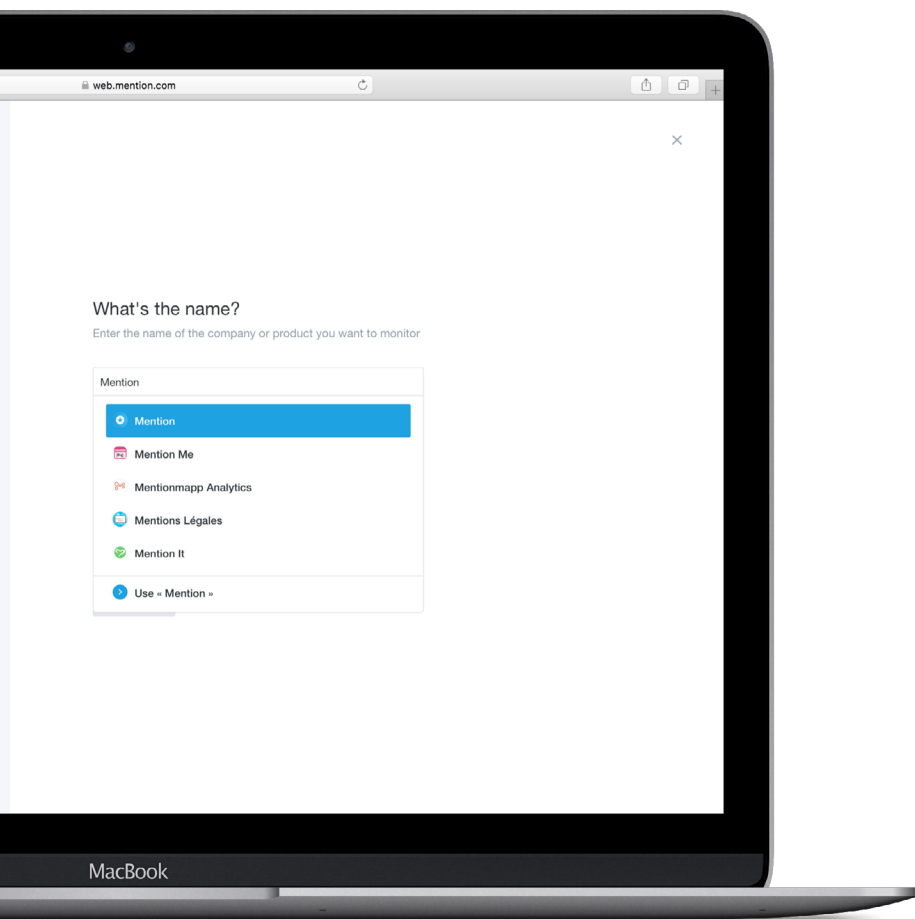 web.mention.com
What's the name?
Enter the name of the company or product you want to monitor
Mention
Mention
Mention Me
Mentionmapp Analytics
Mentions Légales
Mention It
Use « Mention »
MacBook